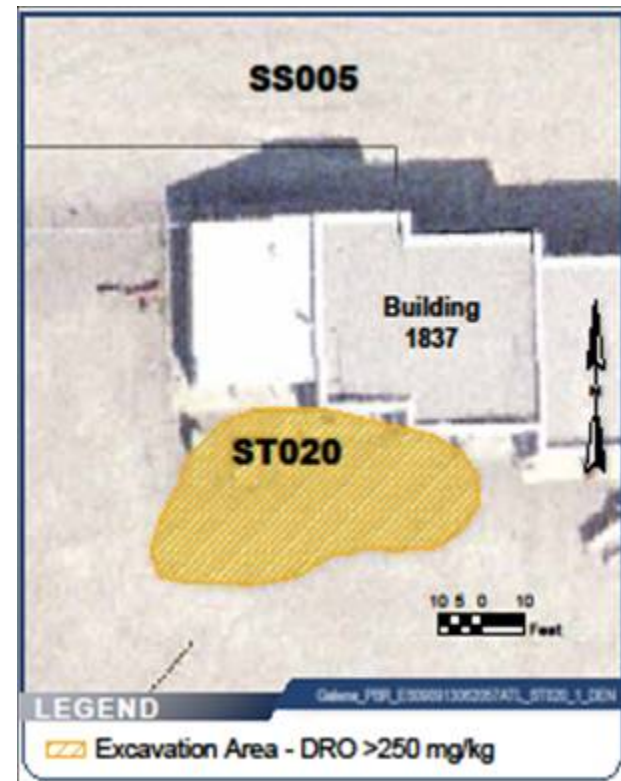 SS005
Building
1837
N
ST020
10 5 0 10
Feet
LEGEND
Excavation Area - DRO >250 mg/kg